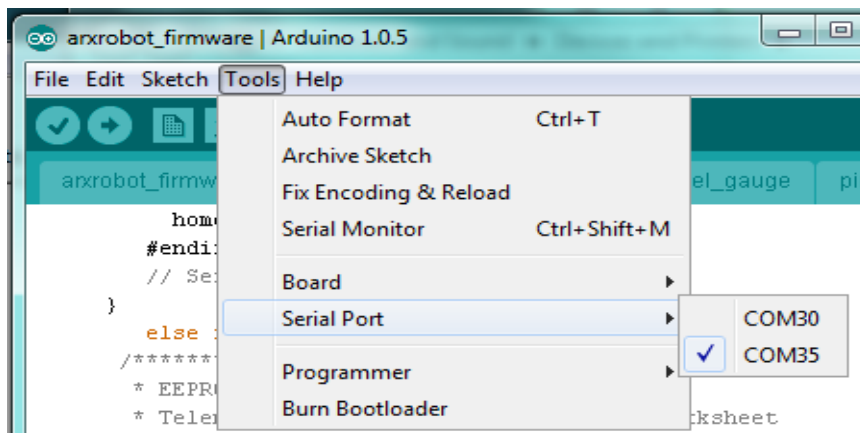 arxrobot_firmware | Arduino 1.0.5
File Edit Sketch Tools Help
Auto Format Ctrl+T
Archive Sketch
Fix Encoding & Reload
Serial Monitor Ctrl+Shift+M
Board
Serial Port
COM30
COM35
Programmer
Burn Bootloader
arxrobot_firmw
el_gauge
pi
home
#endi
// Se
}
else
/*******
* EEPR
* Teler
rksheet